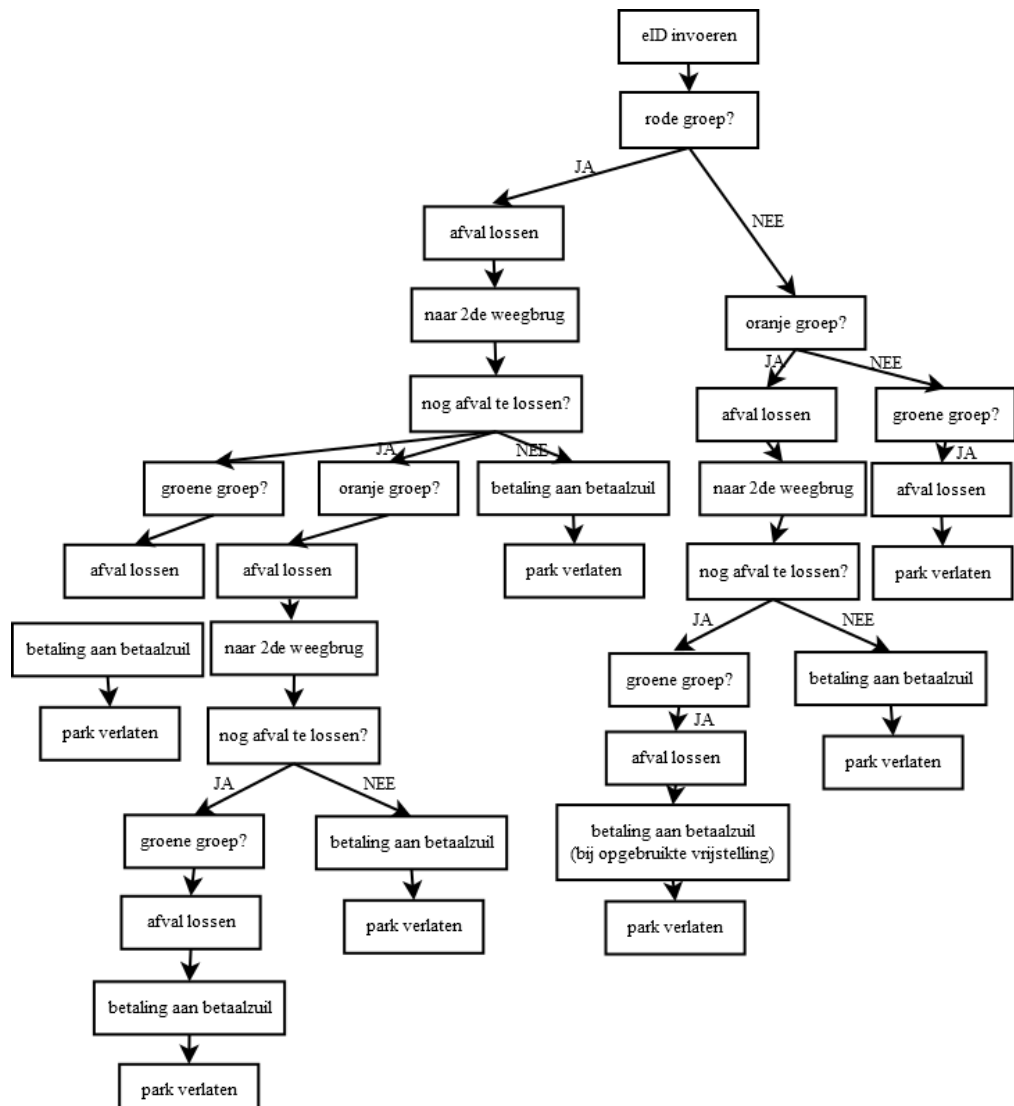 eID invoeren
rode groep?
JA
NEE
afval lossen
naar 2de weegbrug
oranje groep?
JA
NEE
nog afval te lossen?
afval lossen
groene groep?
JA
NEE
JA
groene groep?
oranje groep?
betaling aan betaalzuil
naar 2de weegbrug
afval lossen
afval lossen
afval lossen
park verlaten
nog afval te lossen?
park verlaten
JA
NEE
betaling aan betaalzuil
naar 2de weegbrug
groene groep?
betaling aan betaalzuil
JA
park verlaten
nog afval te lossen?
afval lossen
park verlaten
JA
NEE
groene groep?
betaling aan betaalzuil
betaling aan betaalzuil
(bij opgebruikte vrijstelling)
afval lossen
park verlaten
park verlaten
betaling aan betaalzuil
park verlaten